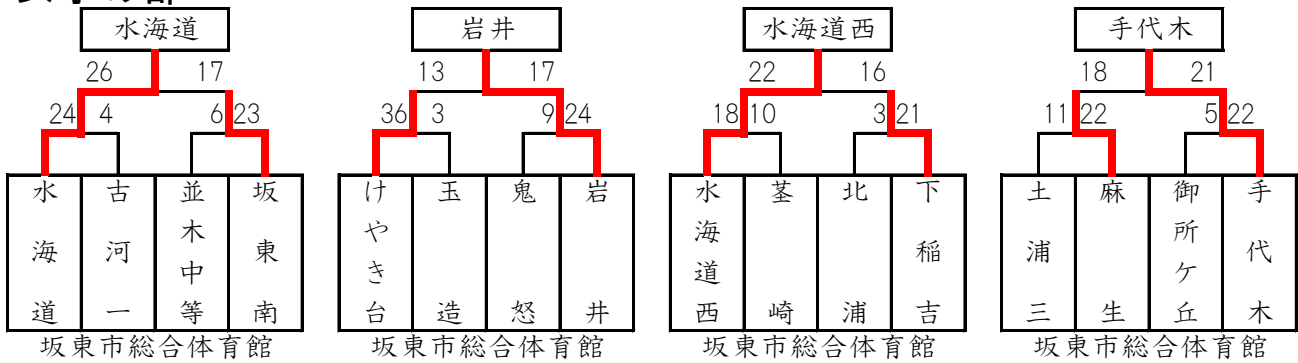 水海道 岩井 水海道西 手代木
26 17 13 17 22 16 18 21
24 4 6 23 36 3 9 24 18 10 3 21 11 22 5 22
水海道 古河一 並木中等 坂東南 けやき台 玉造 鬼怒 岩井 水海道西 茎崎 北浦 下稲吉 土浦三 麻生 御所ケ丘 手代木
坂東市総合体育館 坂東市総合体育館 坂東市総合体育館 坂東市総合体育館